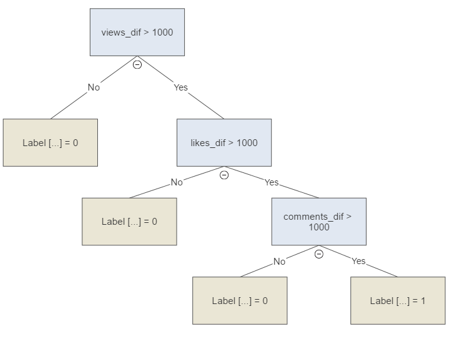 views_dif > 1000
No
Yes
Label [...] = 0
likes_dif > 1000
No
Yes
Label [...] = 0
comments_dif >
1000
No
Yes
Label [...] = 0
Label [...] = 1